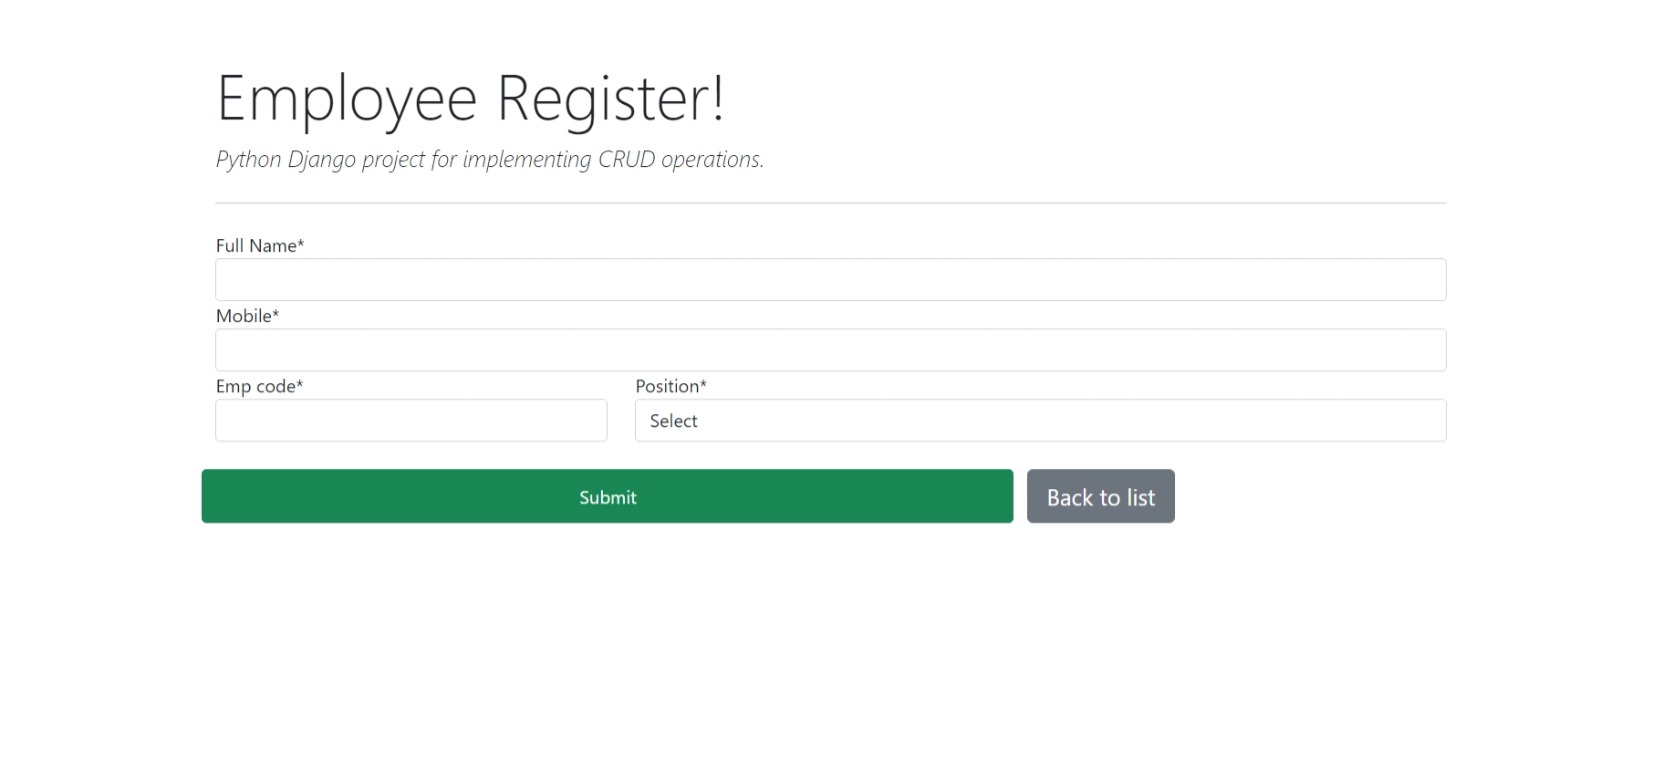 Employee Register!
Python Django project for implementing CRUD operations.
Full Name*
Mobile*
Emp code* Position*
Select
Submit Back to list